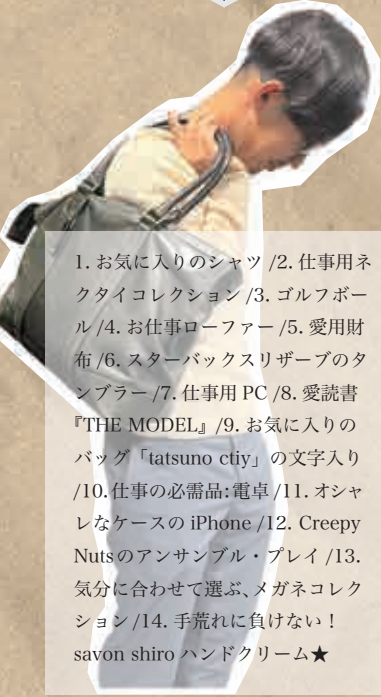 1. お気に入りのシャツ /2. 仕事用ネ
クタイコレクション /3. ゴルフボー
ル /4. お仕事ローファー /5. 愛用財
布 /6. スターバックスリザーブのタ
ンブラー /7. 仕事用 PC /8. 愛読書
『THE MODEL』/9. お気に入りの
バッグ「tatsuno ctiy」の文字入り
/10.仕事の必需品:電卓 /11. オシャ
レなケースの iPhone /12. Creepy
Nutsのアンサンブル・プレイ /13.
気分に合わせて選ぶ、メガネコレク
ション /14. 手荒れに負けない！
savon shiro ハンドクリーム★